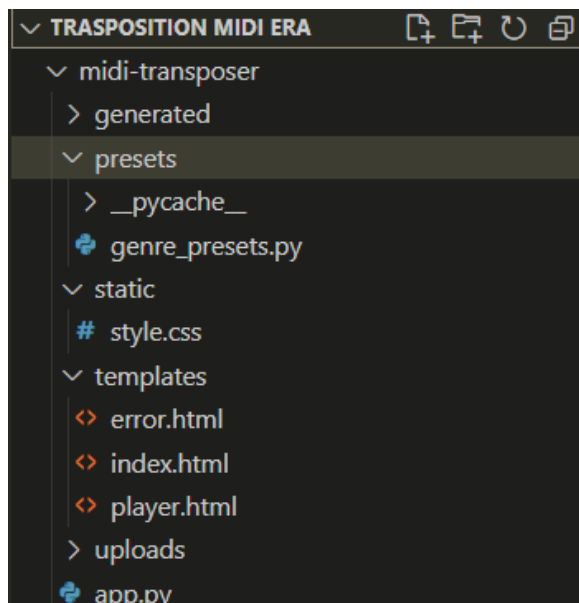 TRASPOSITION MIDI ERA
midi-transposer
generated
presets
__pycache__
genre_presets.py
static
# style.css
templates
<> error.html
<> index.html
<> player.html
uploads
app.py